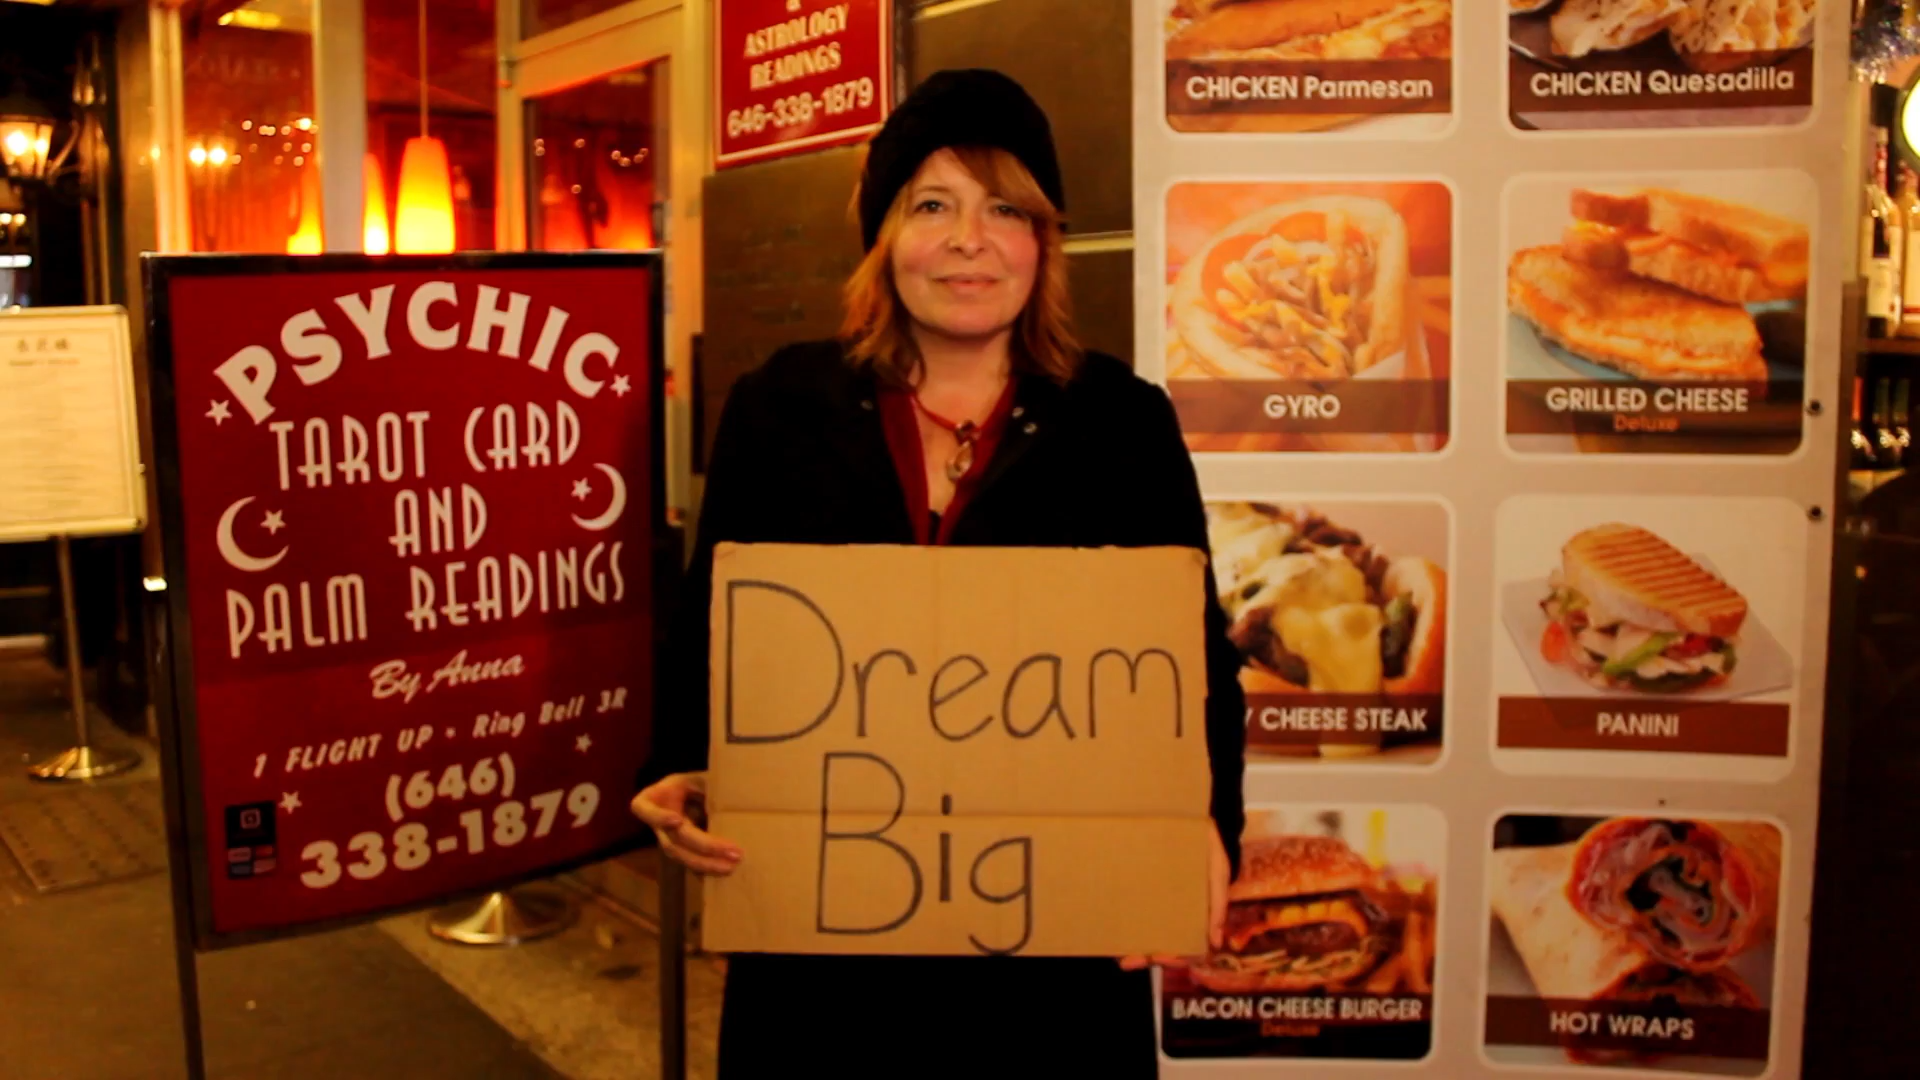 PSYCHIC
TAROT CARD
AND
PALM READINGS
By Anna
1 FLIGHT UP • Ring Bell 3R
(646)
338-1879
&
ASTROLOGY
READINGS
646-338-1879
Dream
Big
CHICKEN Parmesan
CHICKEN Quesadilla
GYRO
GRILLED CHEESE
Deluxe
CHEESE STEAK
PANINI
BACON CHEESE BURGER
Deluxe
HOT WRAPS